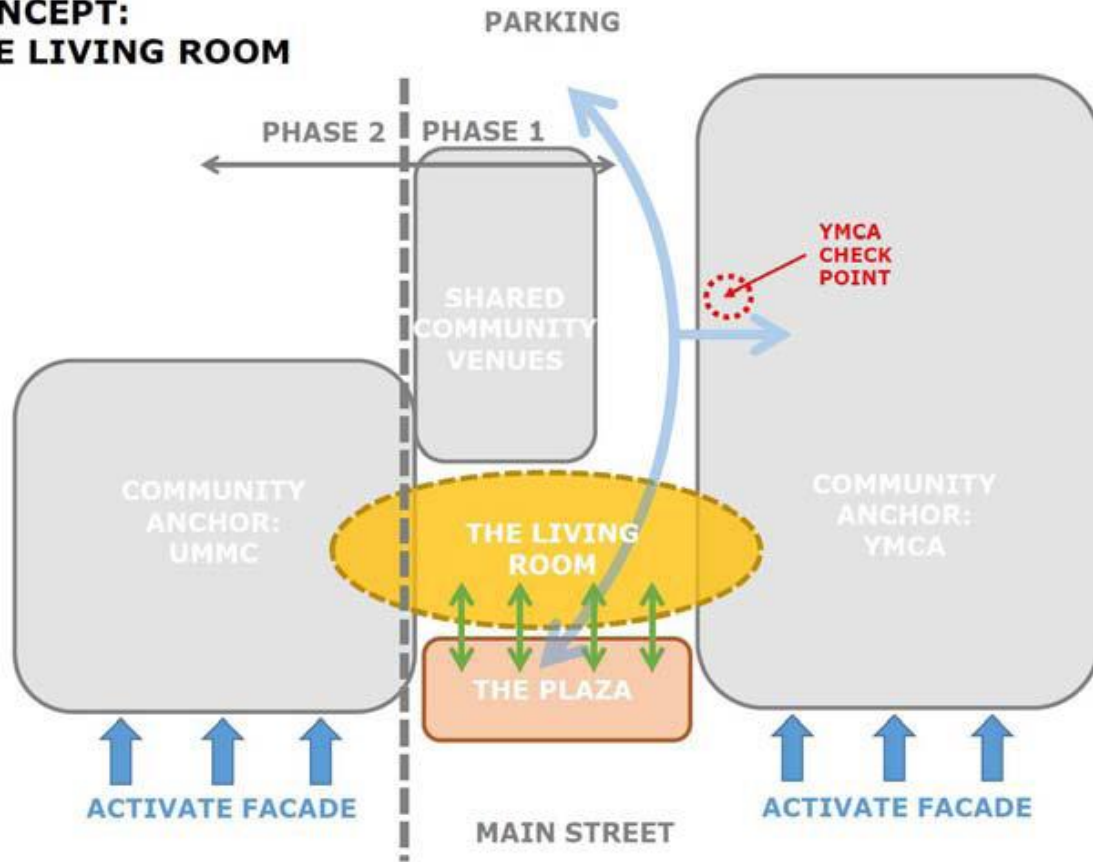 NCEPT:
E LIVING ROOM
PARKING
PHASE 2
PHASE 1
YMCA
CHECK
POINT
SHARED
COMMUNITY
VENUES
COMMUNITY
ANCHOR:
UMMC
THE LIVING
ROOM
COMMUNITY
ANCHOR:
YMCA
THE PLAZA
ACTIVATE FACADE
ACTIVATE FACADE
MAIN STREET